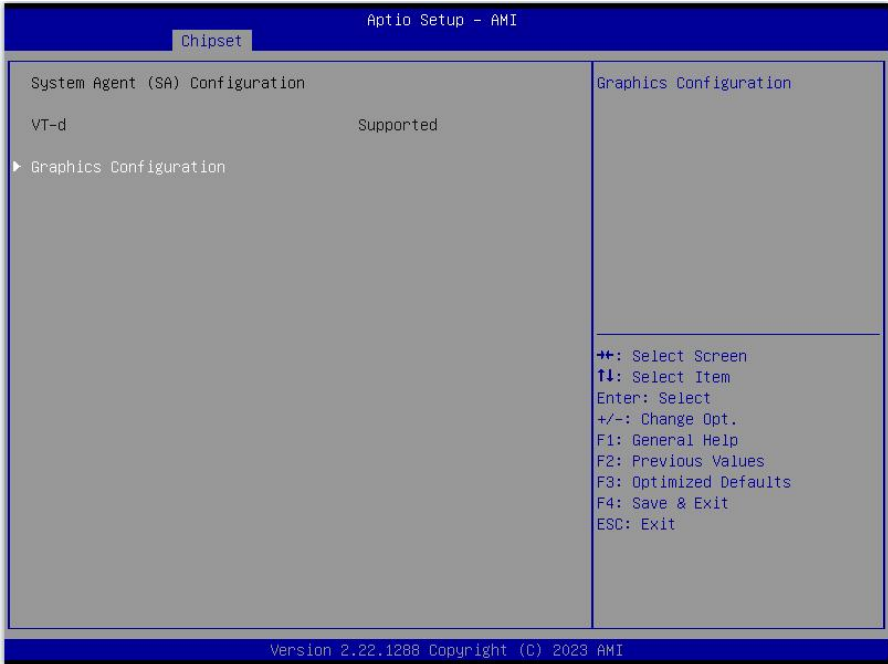 Aptio Setup – AMI
Chipset
System Agent (SA) Configuration
VT-d Supported
▶ Graphics Configuration
Graphics Configuration
→←: Select Screen
↑↓: Select Item
Enter: Select
+/-: Change Opt.
F1: General Help
F2: Previous Values
F3: Optimized Defaults
F4: Save & Exit
ESC: Exit
Version 2.22.1288 Copyright (C) 2023 AMI